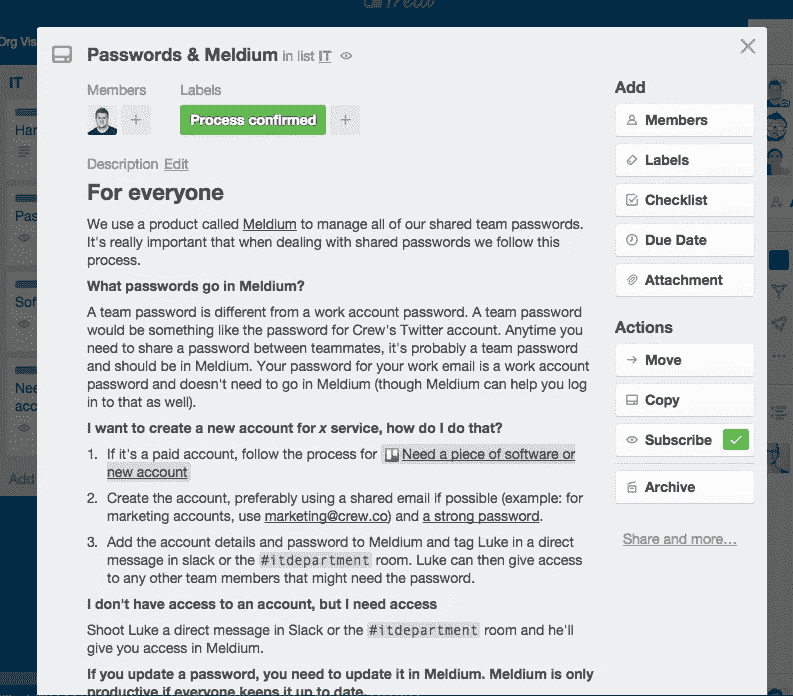 Org Vis
IT
Har
Pas
Sof
Nee
acc
Add
Passwords & Meldium in list IT
Members
Labels
+
Process confirmed
+
Description Edit
For everyone
We use a product called Meldium to manage all of our shared team passwords.
It's really important that when dealing with shared passwords we follow this
process.
What passwords go in Meldium?
A team password is different from a work account password. A team password
would be something like the password for Crew's Twitter account. Anytime you
need to share a password between teammates, it's probably a team password
and should be in Meldium. Your password for your work email is a work account
password and doesn't need to go in Meldium (though Meldium can help you log
in to that as well).
I want to create a new account for x service, how do I do that?
1. If it's a paid account, follow the process for Need a piece of software or
new account
2. Create the account, preferably using a shared email if possible (example: for
marketing accounts, use marketing@crew.co) and a strong password.
3. Add the account details and password to Meldium and tag Luke in a direct
message in slack or the #itdepartment room. Luke can then give access
to any other team members that might need the password.
I don't have access to an account, but I need access
Shoot Luke a direct message in Slack or the #itdepartment room and he'll
give you access in Meldium.
If you update a password, you need to update it in Meldium. Meldium is only
productive if everyone keeps it up to date.
Add
Members
Labels
Checklist
Due Date
Attachment
Actions
Move
Copy
Subscribe
Archive
Share and more...